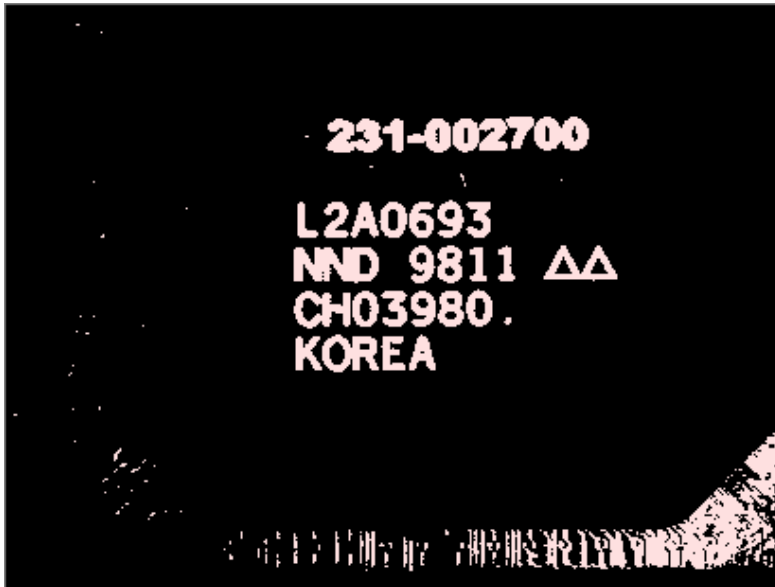 231-002700
L2A0693
NND 9811 ΔΔ
CH03980.
KOREA